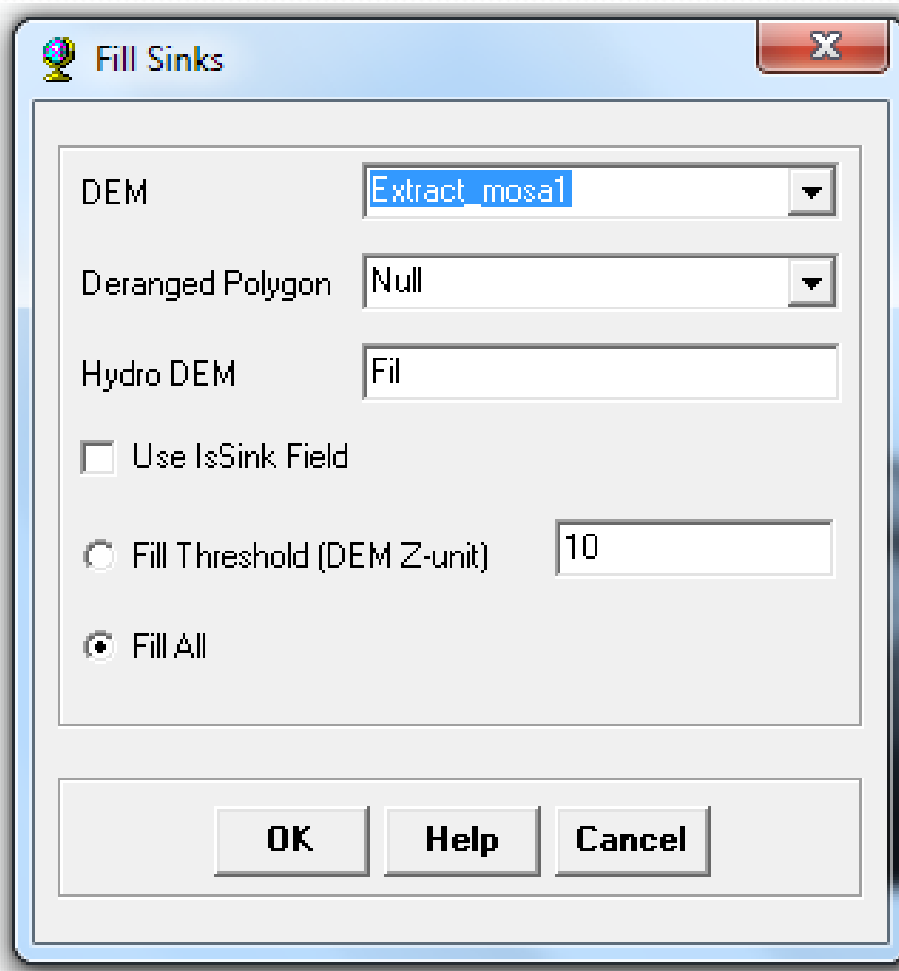 Fill Sinks
DEM Extract_mosa1
Deranged Polygon Null
Hydro DEM Fil
Use IsSink Field
Fill Threshold (DEM Z-unit) 10
Fill All
OK Help Cancel